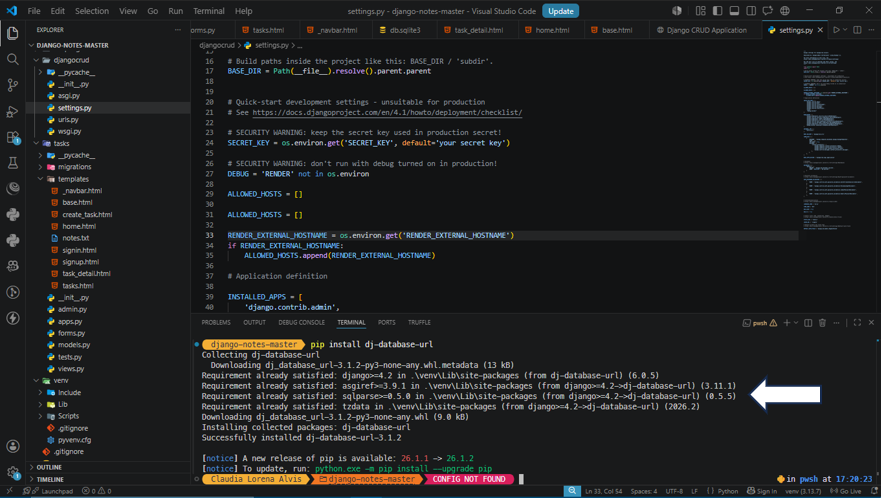 File Edit Selection View Go Run Terminal Help
settings.py - django-notes-master - Visual Studio Code
Update
EXPLORER
orms.py tasks.html _navbar.html db.sqlite3 task_detail.html home.html base.html Django CRUD Application settings.py
DJANGO-NOTES-MASTER
djangocrud
__pycache__
__init__.py
asgi.py
settings.py
urls.py
wsgi.py
tasks
__pycache__
migrations
templates
_navbar.html
base.html
create_task.html
home.html
notes.txt
signin.html
signup.html
task_detail.html
tasks.html
__init__.py
admin.py
apps.py
forms.py
models.py
tests.py
views.py
venv
Include
Lib
Scripts
.gitignore
pyvenv.cfg
.gitignore
OUTLINE
TIMELINE
djangocrud > settings.py > ...
15
16 # Build paths inside the project like this: BASE_DIR / 'subdir'.
17 BASE_DIR = Path(__file__).resolve().parent.parent
18
19
20 # Quick-start development settings - unsuitable for production
21 # See https://docs.djangoproject.com/en/4.1/howto/deployment/checklist/
22
23 # SECURITY WARNING: keep the secret key used in production secret!
24 SECRET_KEY = os.environ.get('SECRET_KEY', default='your secret key')
25
26 # SECURITY WARNING: don't run with debug turned on in production!
27 DEBUG = 'RENDER' not in os.environ
28
29 ALLOWED_HOSTS = []
30
31 ALLOWED_HOSTS = []
32
33 RENDER_EXTERNAL_HOSTNAME = os.environ.get('RENDER_EXTERNAL_HOSTNAME')
34 if RENDER_EXTERNAL_HOSTNAME:
35 ALLOWED_HOSTS.append(RENDER_EXTERNAL_HOSTNAME)
36
37 # Application definition
38
39 INSTALLED_APPS = [
40 'django.contrib.admin',
PROBLEMS OUTPUT DEBUG CONSOLE TERMINAL PORTS TRUFFLE
pwsh
django-notes-master pip install dj-database-url
Collecting dj-database-url
Downloading dj_database_url-3.1.2-py3-none-any.whl.metadata (13 kB)
Requirement already satisfied: django>=4.2 in .\venv\Lib\site-packages (from dj-database-url) (6.0.5)
Requirement already satisfied: asgiref>=3.9.1 in .\venv\Lib\site-packages (from django>=4.2->dj-database-url) (3.11.1)
Requirement already satisfied: sqlparse>=0.5.0 in .\venv\Lib\site-packages (from django>=4.2->dj-database-url) (0.5.5)
Requirement already satisfied: tzdata in .\venv\Lib\site-packages (from django>=4.2->dj-database-url) (2026.2)
Downloading dj_database_url-3.1.2-py3-none-any.whl (9.0 kB)
Installing collected packages: dj-database-url
Successfully installed dj-database-url-3.1.2
[notice] A new release of pip is available: 26.1.1 -> 26.1.2
[notice] To update, run: python.exe -m pip install --upgrade pip
Claudia Lorena Alvis django-notes-master CONFIG NOT FOUND
in pwsh at 17:20:23
Launchpad 0 0
Ln 33, Col 54 Spaces: 4 UTF-8 LF Python Sign In venv (3.13.7) Go Live